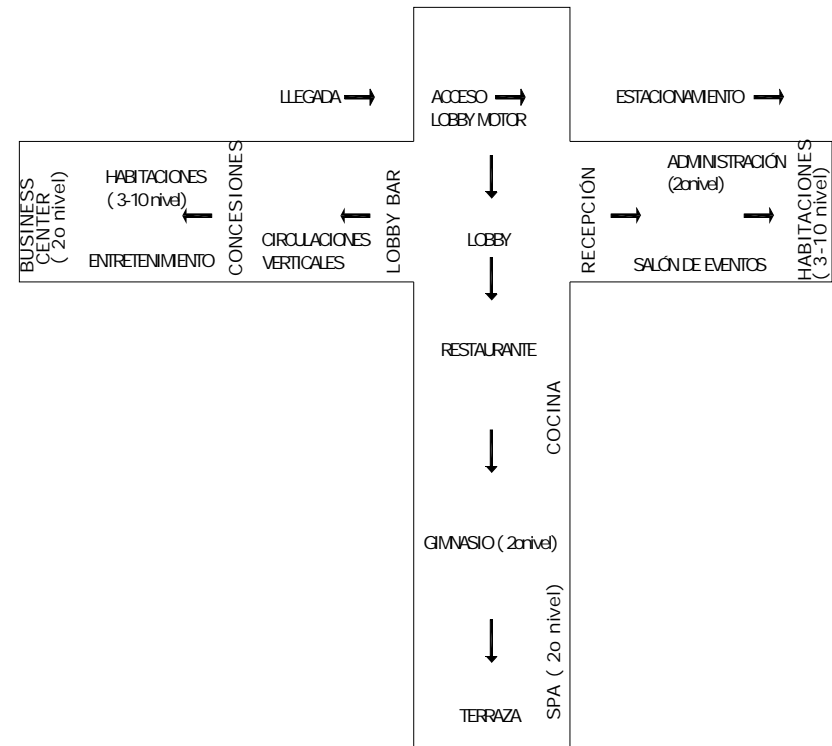 LLEGADA
ACCESO
LOBBY MOTOR
ESTACIONAMIENTO
BUSINESS
CENTER
( 2o nivel)
HABITACIONES
( 3-10 nivel)
ENTRETENIMIENTO
CONCESIONES
CIRCULACIONES
VERTICALES
LOBBY BAR
LOBBY
RECEPCIÓN
ADMINISTRACIÓN
(2onivel)
SALÓN DE EVENTOS
HABITACIONES
( 3-10 nivel)
RESTAURANTE
COCINA
GIMNASIO ( 2onivel)
SPA ( 2o nivel)
TERRAZA